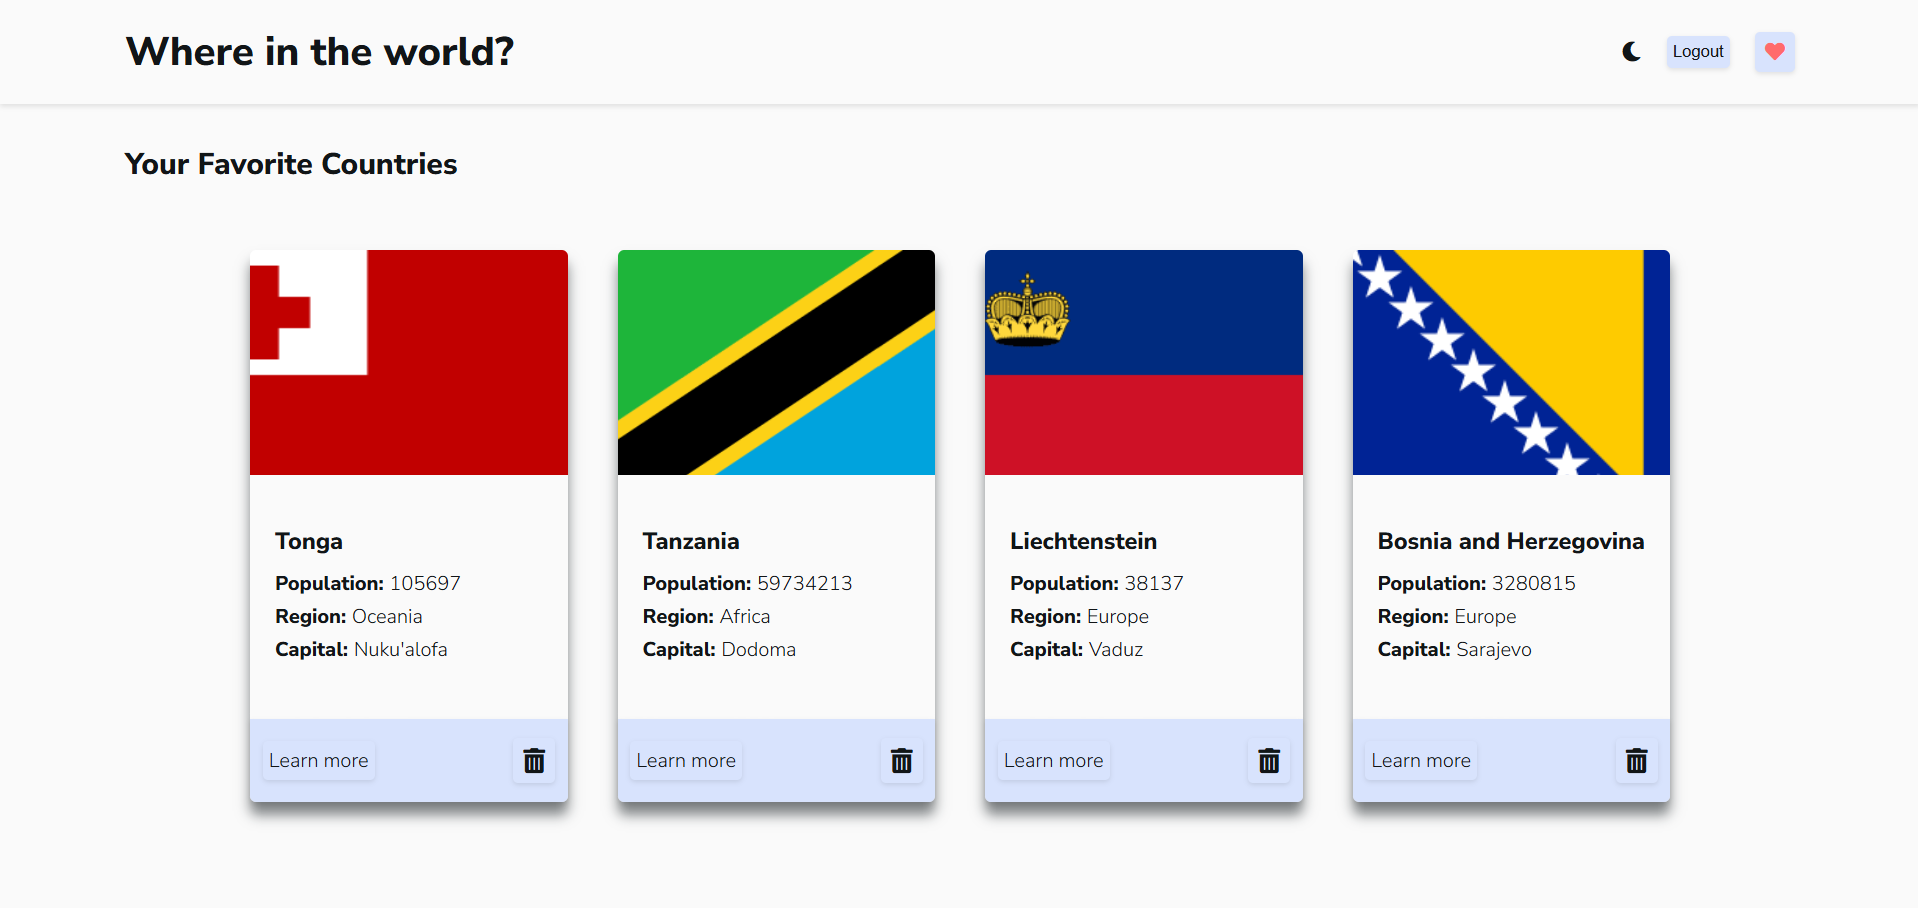 Where in the world?
Logout
Your Favorite Countries
Tonga
Population: 105697
Region: Oceania
Capital: Nuku'alofa
Learn more
Tanzania
Population: 59734213
Region: Africa
Capital: Dodoma
Learn more
Liechtenstein
Population: 38137
Region: Europe
Capital: Vaduz
Learn more
Bosnia and Herzegovina
Population: 3280815
Region: Europe
Capital: Sarajevo
Learn more